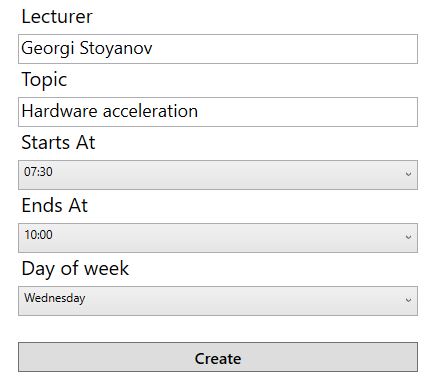 Lecturer
Georgi Stoyanov
Topic
Hardware acceleration
Starts At
07:30
Ends At
10:00
Day of week
Wednesday
Create